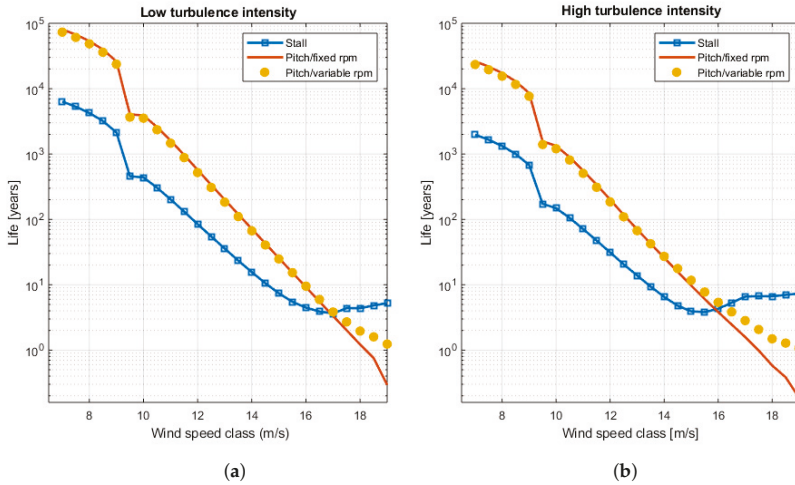 Low turbulence intensity
10^5
10^4
10^3
10^2
10^1
10^0
Life [years]
Stall
Pitch/fixed rpm
Pitch/variable rpm
8
10
12
14
16
18
Wind speed class (m/s)
(a)
High turbulence intensity
10^5
10^4
10^3
10^2
10^1
10^0
Life [years]
Stall
Pitch/fixed rpm
Pitch/variable rpm
8
10
12
14
16
18
Wind speed class [m/s]
(b)